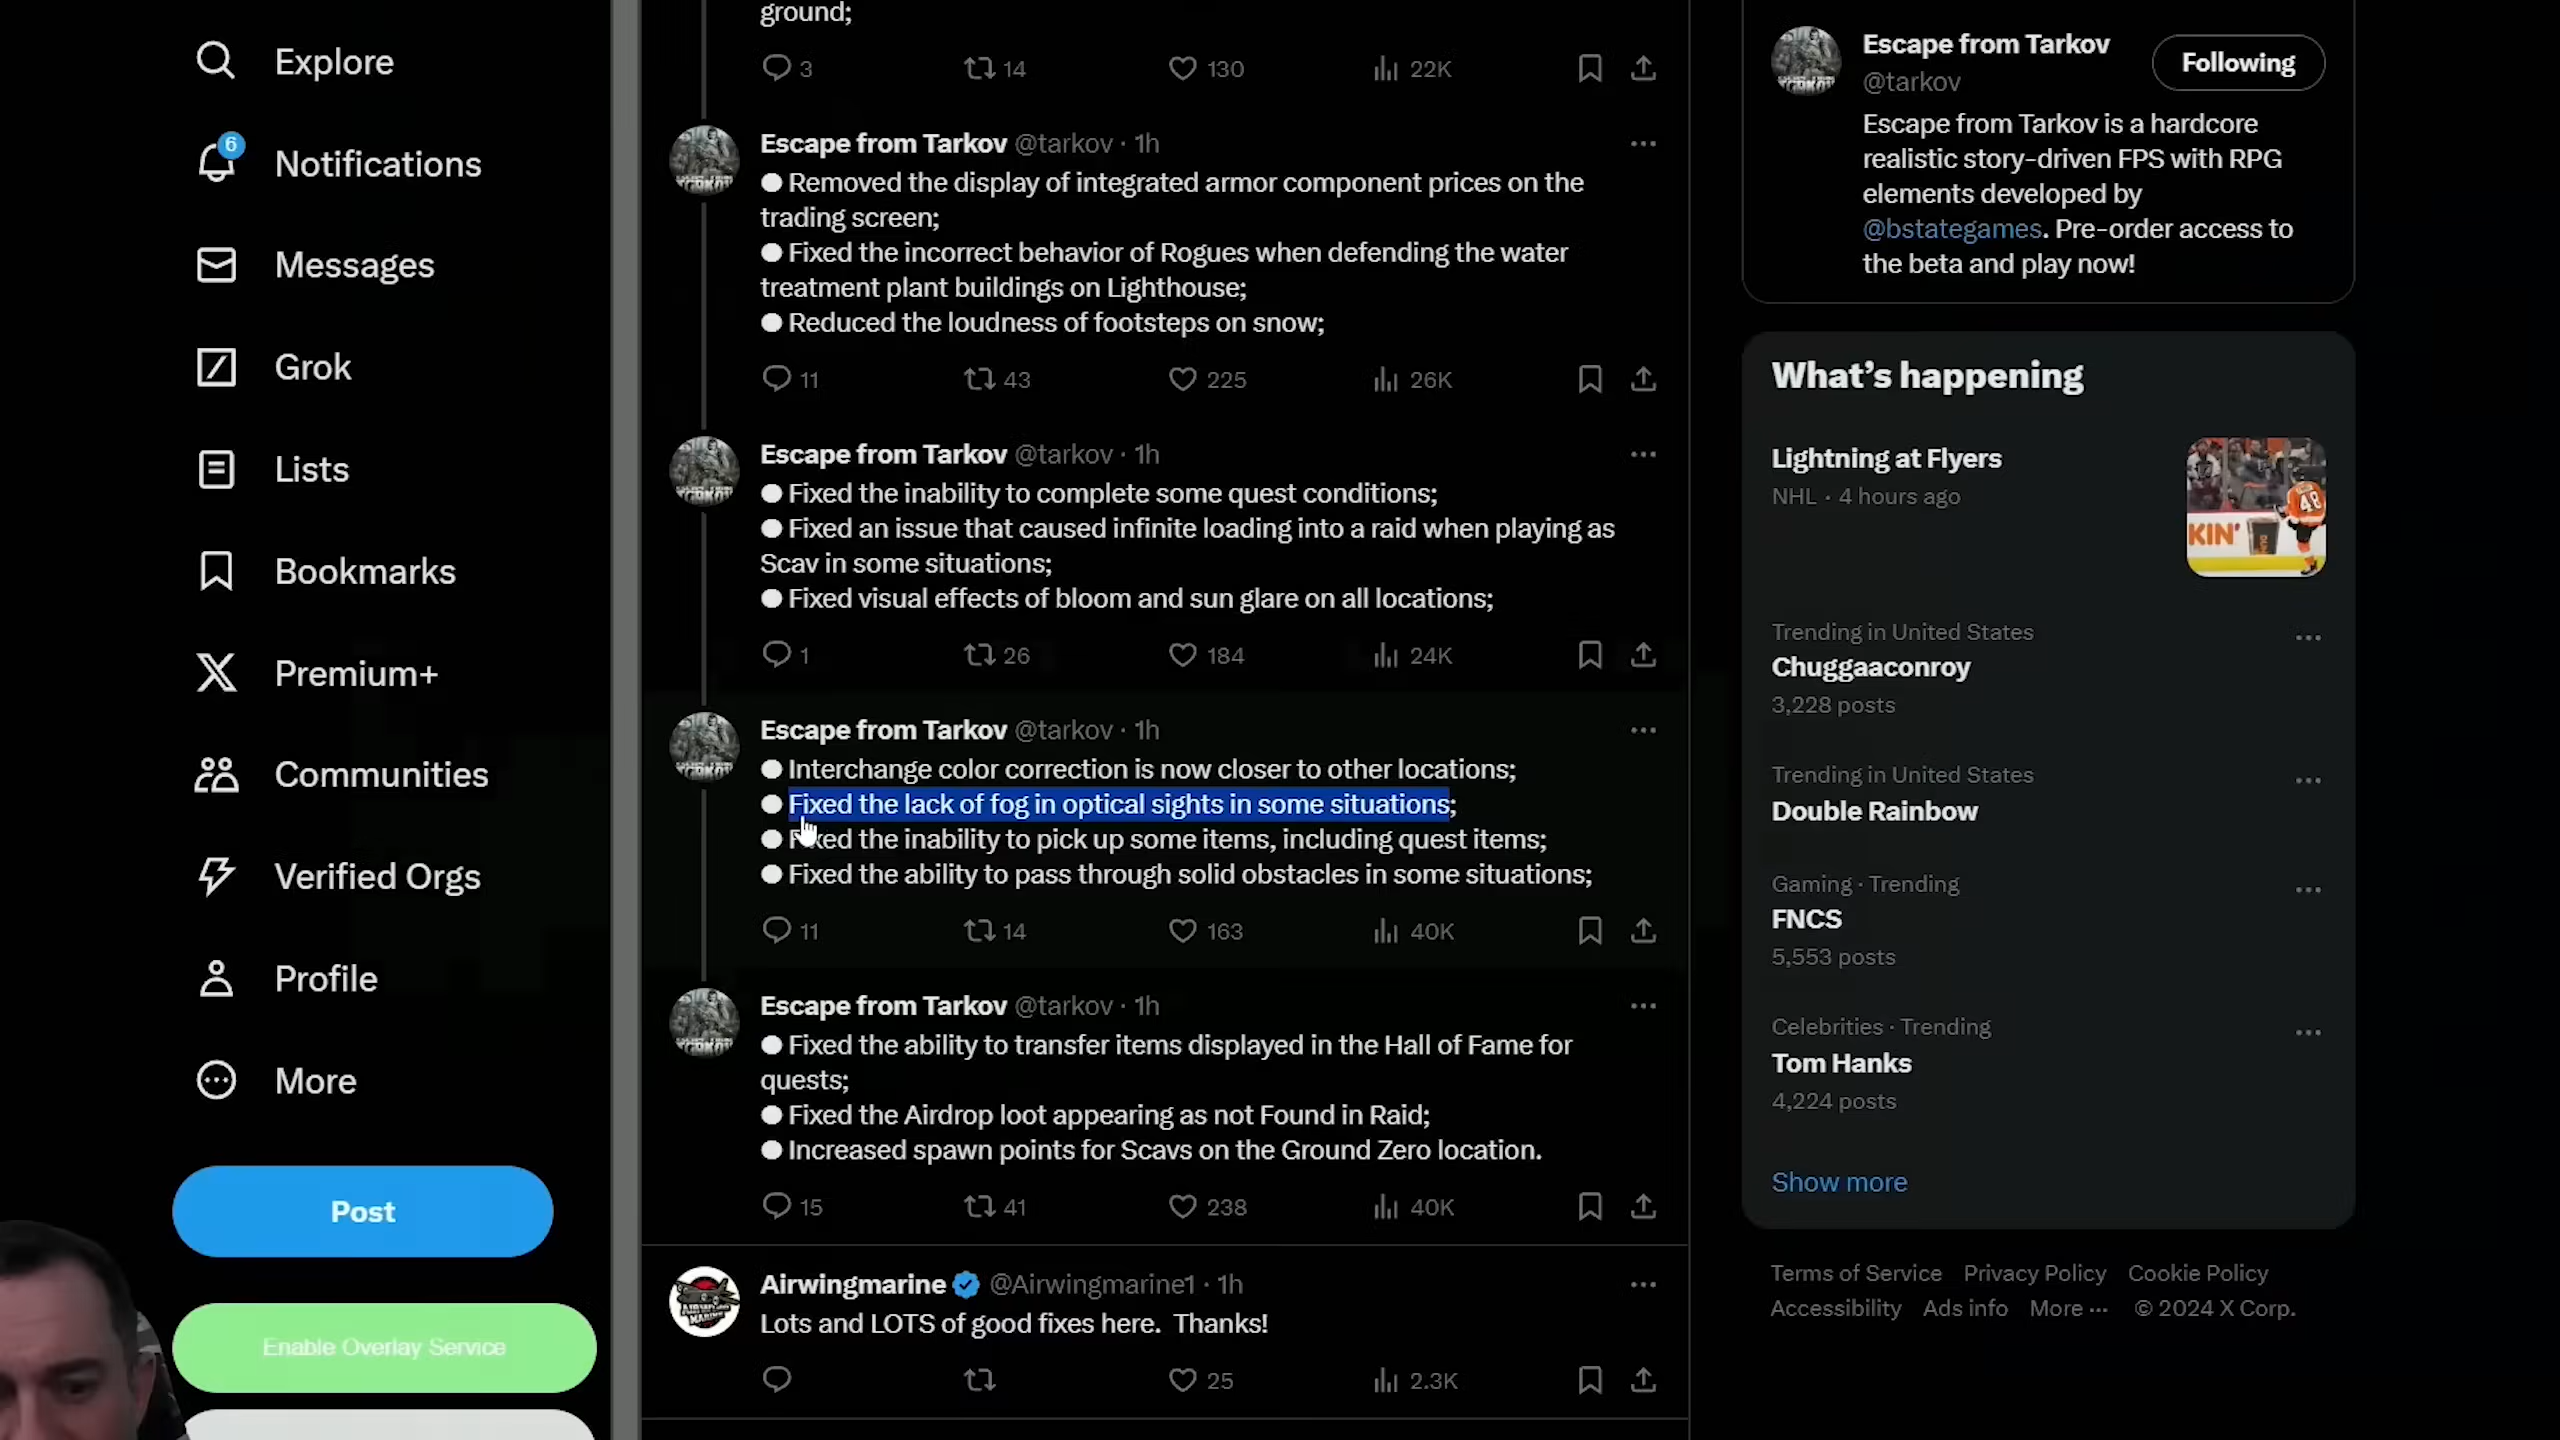 Explore
6
Notifications
Messages
Grok
Lists
Bookmarks
Premium+
Communities
Verified Orgs
Profile
More
Post
Enable Overlay Service
ground;
3 14 130 22K
Escape from Tarkov @tarkov · 1h
● Removed the display of integrated armor component prices on the
trading screen;
● Fixed the incorrect behavior of Rogues when defending the water
treatment plant buildings on Lighthouse;
● Reduced the loudness of footsteps on snow;
11 43 225 26K
Escape from Tarkov @tarkov · 1h
● Fixed the inability to complete some quest conditions;
● Fixed an issue that caused infinite loading into a raid when playing as
Scav in some situations;
● Fixed visual effects of bloom and sun glare on all locations;
1 26 184 24K
Escape from Tarkov @tarkov · 1h
● Interchange color correction is now closer to other locations;
● Fixed the lack of fog in optical sights in some situations;
● Fixed the inability to pick up some items, including quest items;
● Fixed the ability to pass through solid obstacles in some situations;
11 14 163 40K
Escape from Tarkov @tarkov · 1h
● Fixed the ability to transfer items displayed in the Hall of Fame for
quests;
● Fixed the Airdrop loot appearing as not Found in Raid;
● Increased spawn points for Scavs on the Ground Zero location.
15 41 238 40K
Airwingmarine @Airwingmarine1 · 1h
Lots and LOTS of good fixes here. Thanks!
25 2.3K
Escape from Tarkov
@tarkov
Following
Escape from Tarkov is a hardcore
realistic story-driven FPS with RPG
elements developed by
@bstategames. Pre-order access to
the beta and play now!
What's happening
Lightning at Flyers
NHL · 4 hours ago
KIN'
48
Trending in United States
Chuggaaconroy
3,228 posts
Trending in United States
Double Rainbow
Gaming · Trending
FNCS
5,553 posts
Celebrities · Trending
Tom Hanks
4,224 posts
Show more
Terms of Service Privacy Policy Cookie Policy
Accessibility Ads info More ··· © 2024 X Corp.